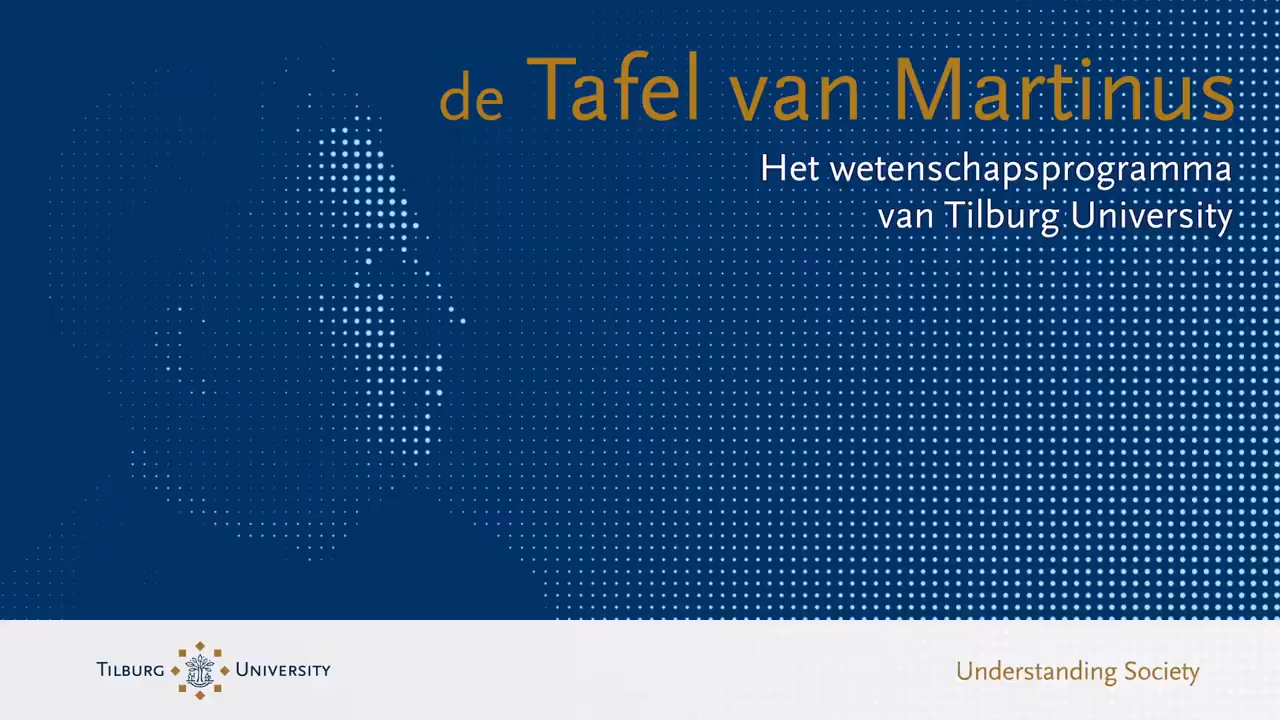 de Tafel van Martinus
Het wetenschapsprogramma
van Tilburg University
TILBURG UNIVERSITY
Understanding Society